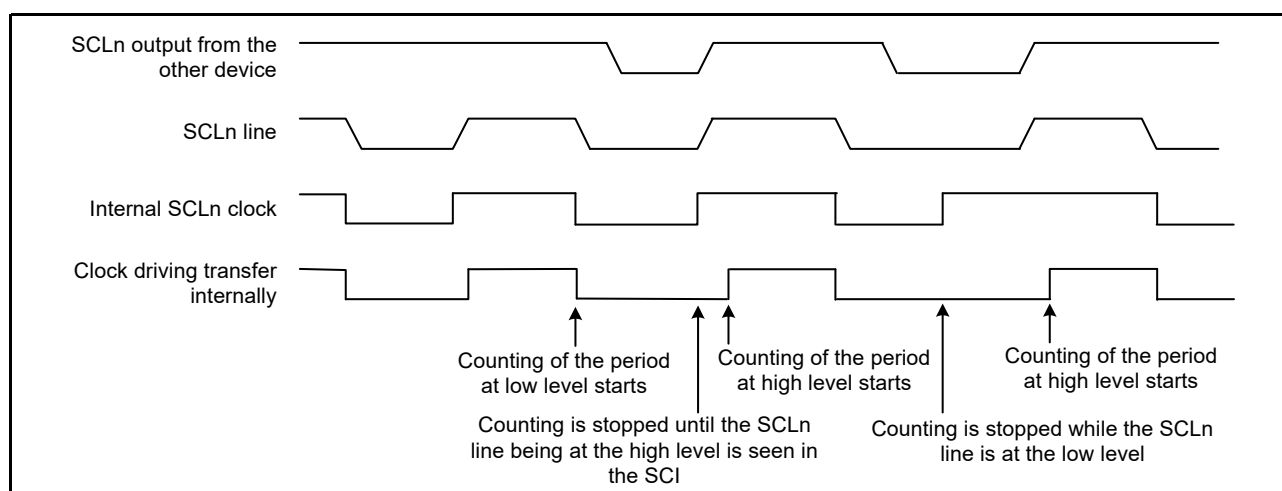 SCLn output from the
other device
SCLn line
Internal SCLn clock
Clock driving transfer
internally
Counting of the period
at low level starts
Counting of the period
at high level starts
Counting of the period
at high level starts
Counting is stopped until the SCLn
line being at the high level is seen in
the SCI
Counting is stopped while the SCLn
line is at the low level